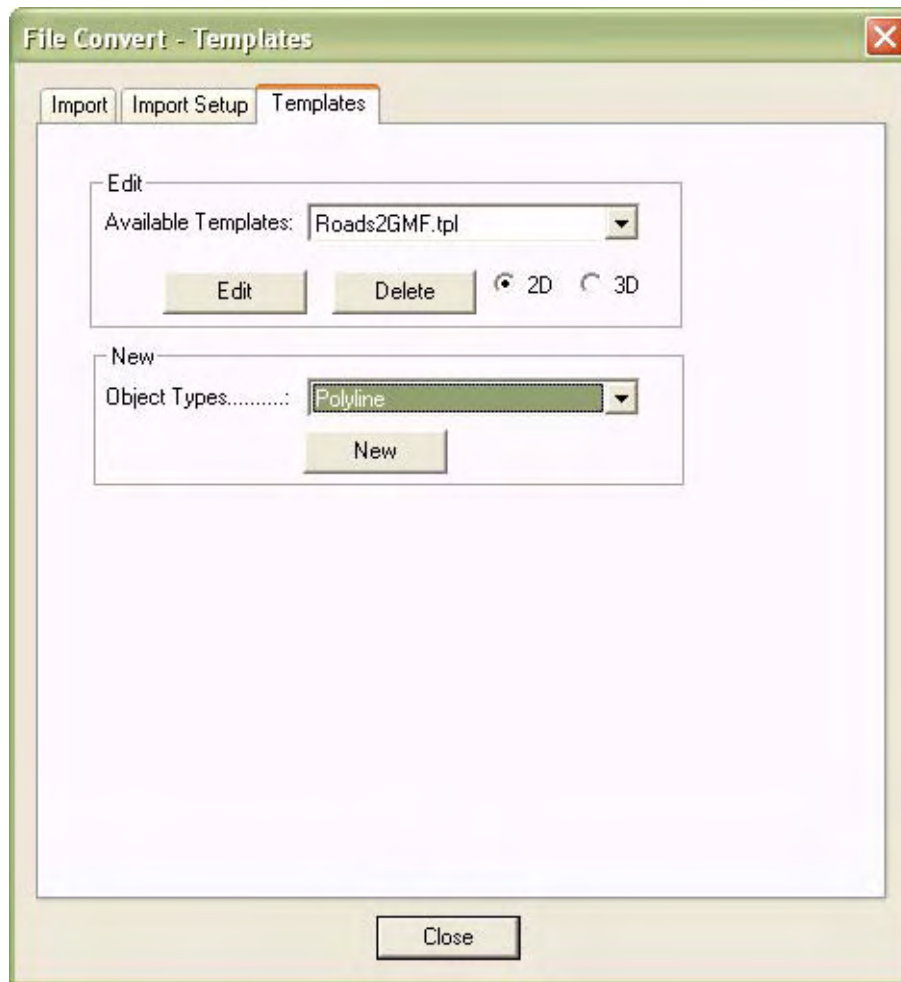 File Convert - Templates
Import Import Setup Templates
Edit
Available Templates: Roads2GMF.tpl
Edit Delete 2D 3D
New
Object Types..........: Polyline
New
Close